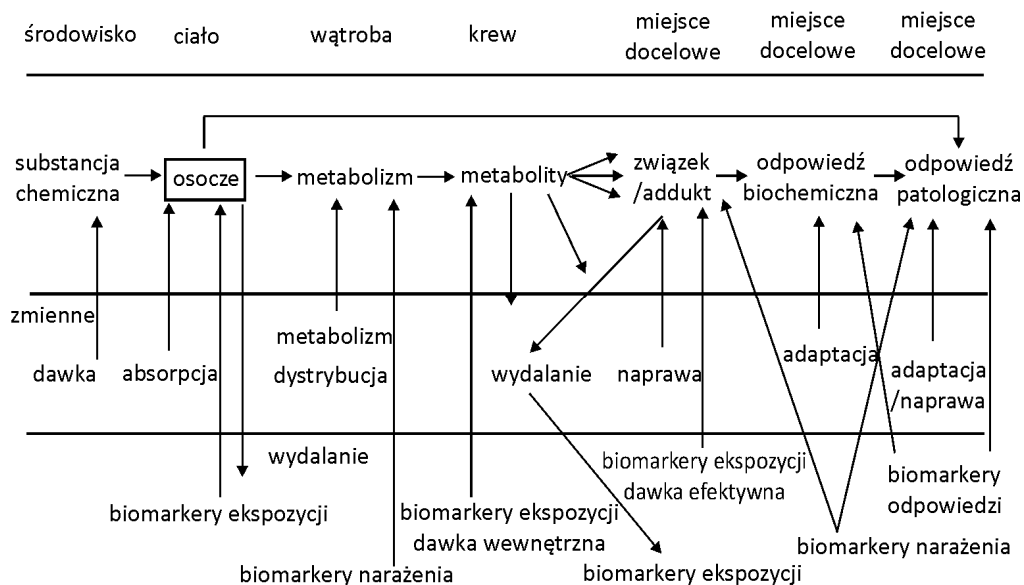 środowisko
ciało
wątroba
krew
miejsce
docelowe
miejsce
docelowe
miejsce
docelowe
substancja
chemiczna
osocze
metabolizm
metabolity
związek
/addukt
odpowiedź
biochemiczna
odpowiedź
patologiczna
zmienne
dawka
absorpcja
metabolizm
dystrybucja
wydalanie
naprawa
adaptacja
adaptacja
/naprawa
wydalanie
biomarkery ekspozycji
biomarkery narażenia
biomarkery ekspozycji
dawka wewnętrzna
biomarkery ekspozycji
dawka efektywna
biomarkery ekspozycji
biomarkery
odpowiedzi
biomarkery narażenia